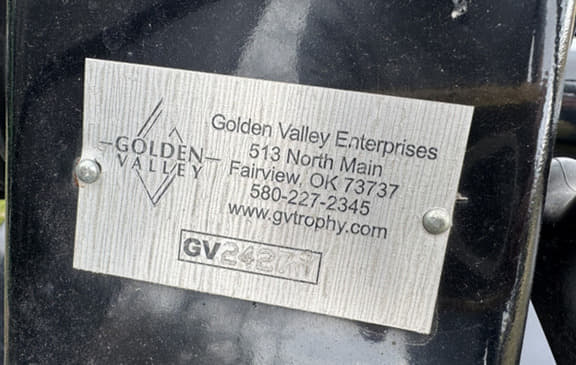 GOLDEN
VALLEY
Golden Valley Enterprises
513 North Main
Fairview, OK 73737
580-227-2345
www.gvtrophy.com
GV